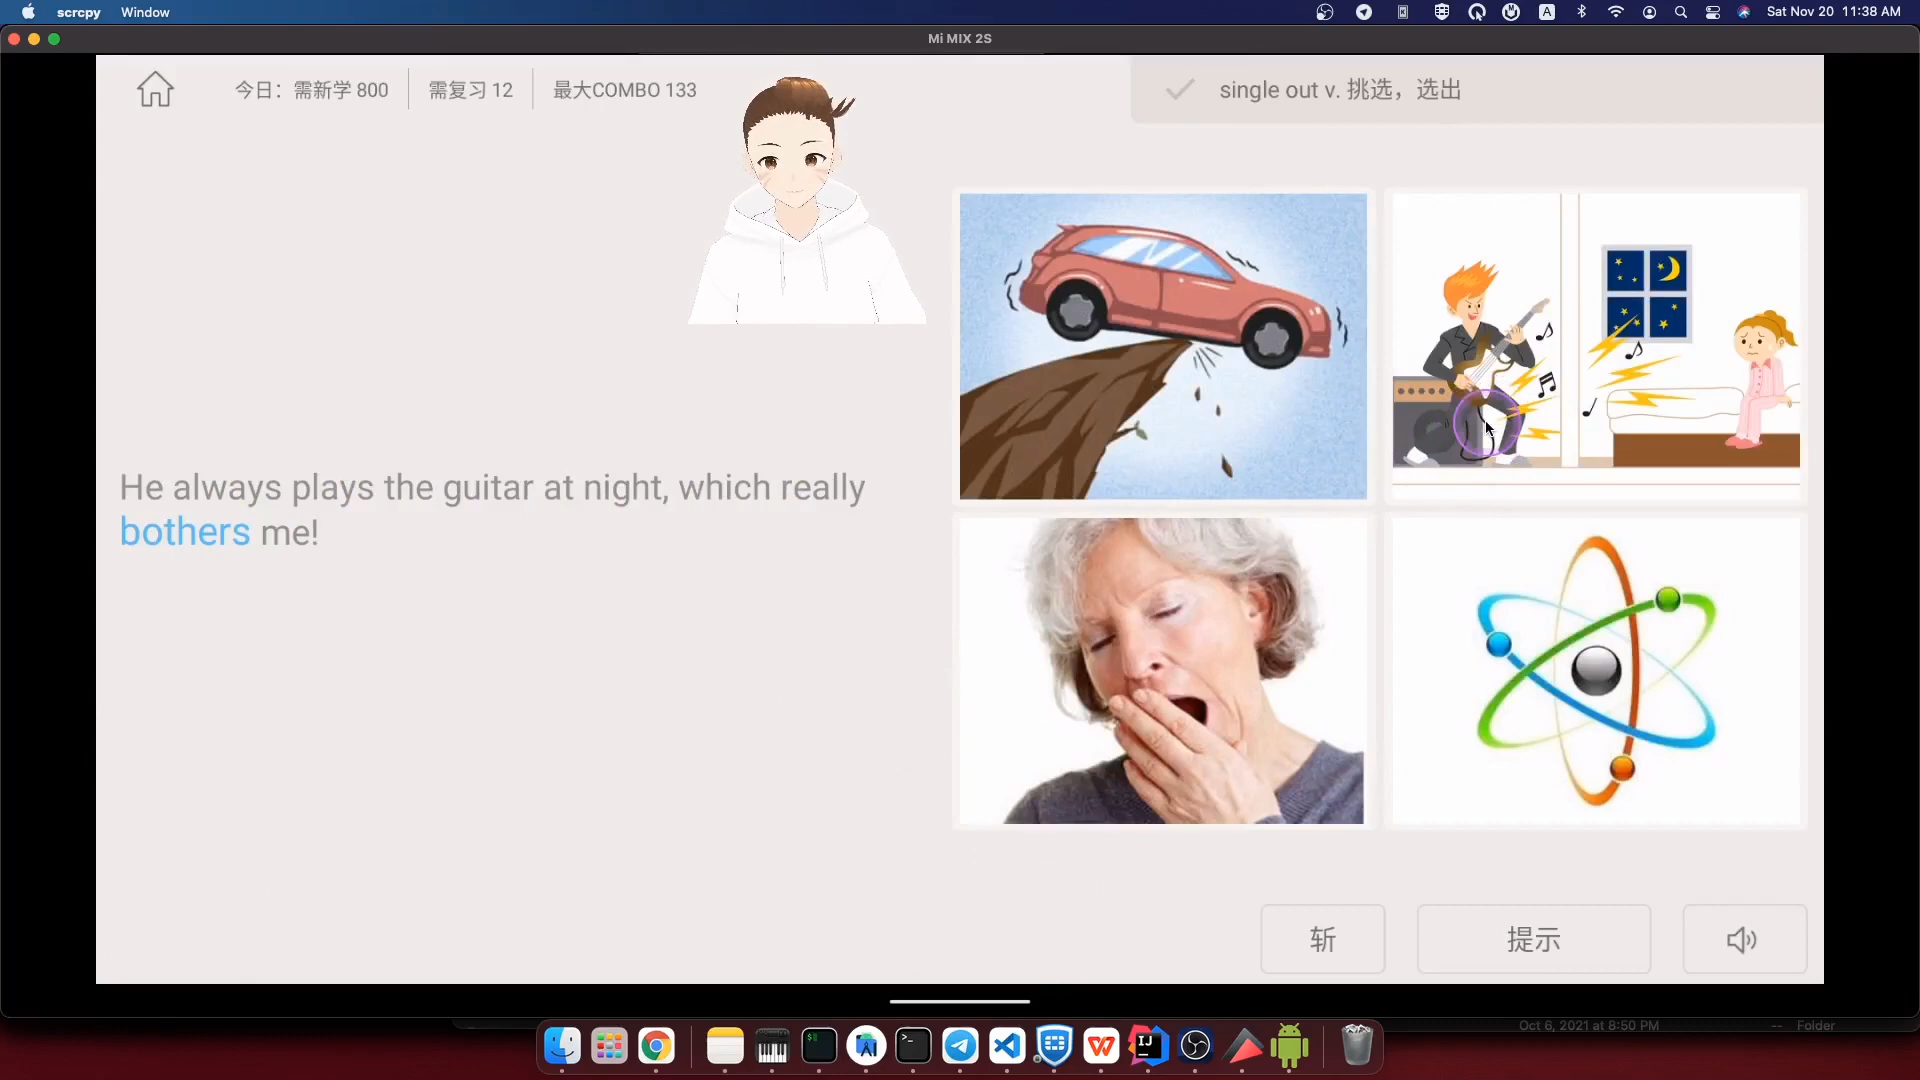 scrcpy Window
A
Sat Nov 20 11:38 AM
Mi MIX 2S
今日：需新学 800
需复习 12
最大COMBO 133
single out v. 挑选，选出
He always plays the guitar at night, which really
bothers me!
斩
提示
Oct 6, 2021 at 8:50 PM
--
Folder
IJ